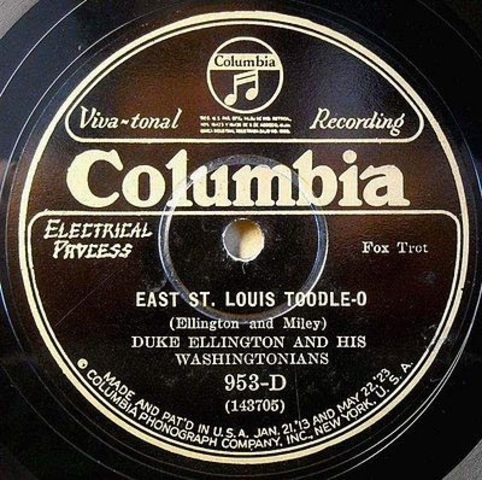 Columbia
Viva-tonal Recording
Columbia
ELECTRICAL
PROCESS
Fox Trot
EAST ST. LOUIS TOODLE-O
(Ellington and Miley)
DUKE ELLINGTON AND HIS
WASHINGTONIANS
953-D
(143705)
MADE AND PAT'D IN U.S.A. JAN. 21,'13 AND MAY 22,'23
© COLUMBIA PHONOGRAPH COMPANY, INC., NEW YORK, U.S.A.